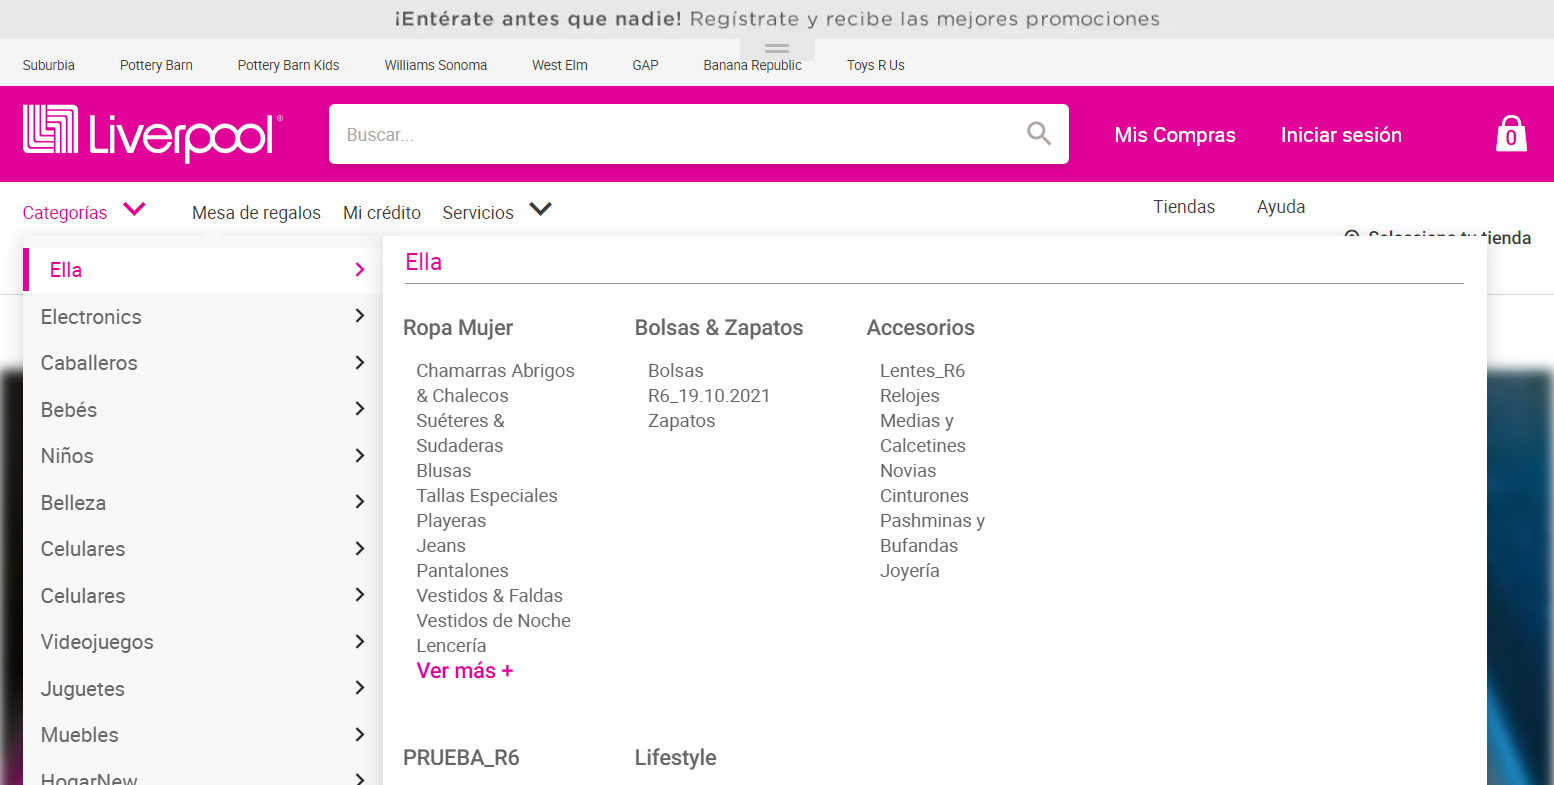 ¡Entérate antes que nadie! Regístrate y recibe las mejores promociones
Suburbia
Pottery Barn
Pottery Barn Kids
Williams Sonoma
West Elm
GAP
Banana Republic
Toys R Us
Liverpool®
Buscar...
Mis Compras
Iniciar sesión
0
Categorías
Mesa de regalos
Mi crédito
Servicios
Tiendas
Ayuda
Selecciona tu tienda
Ella
Electronics
Caballeros
Bebés
Niños
Belleza
Celulares
Celulares
Videojuegos
Juguetes
Muebles
HogarNew
Ella
Ropa Mujer
Chamarras Abrigos
& Chalecos
Suéteres &
Sudaderas
Blusas
Tallas Especiales
Playeras
Jeans
Pantalones
Vestidos & Faldas
Vestidos de Noche
Lencería
Ver más +
Bolsas & Zapatos
Bolsas
R6_19.10.2021
Zapatos
Accesorios
Lentes_R6
Relojes
Medias y
Calcetines
Novias
Cinturones
Pashminas y
Bufandas
Joyería
PRUEBA_R6
Lifestyle